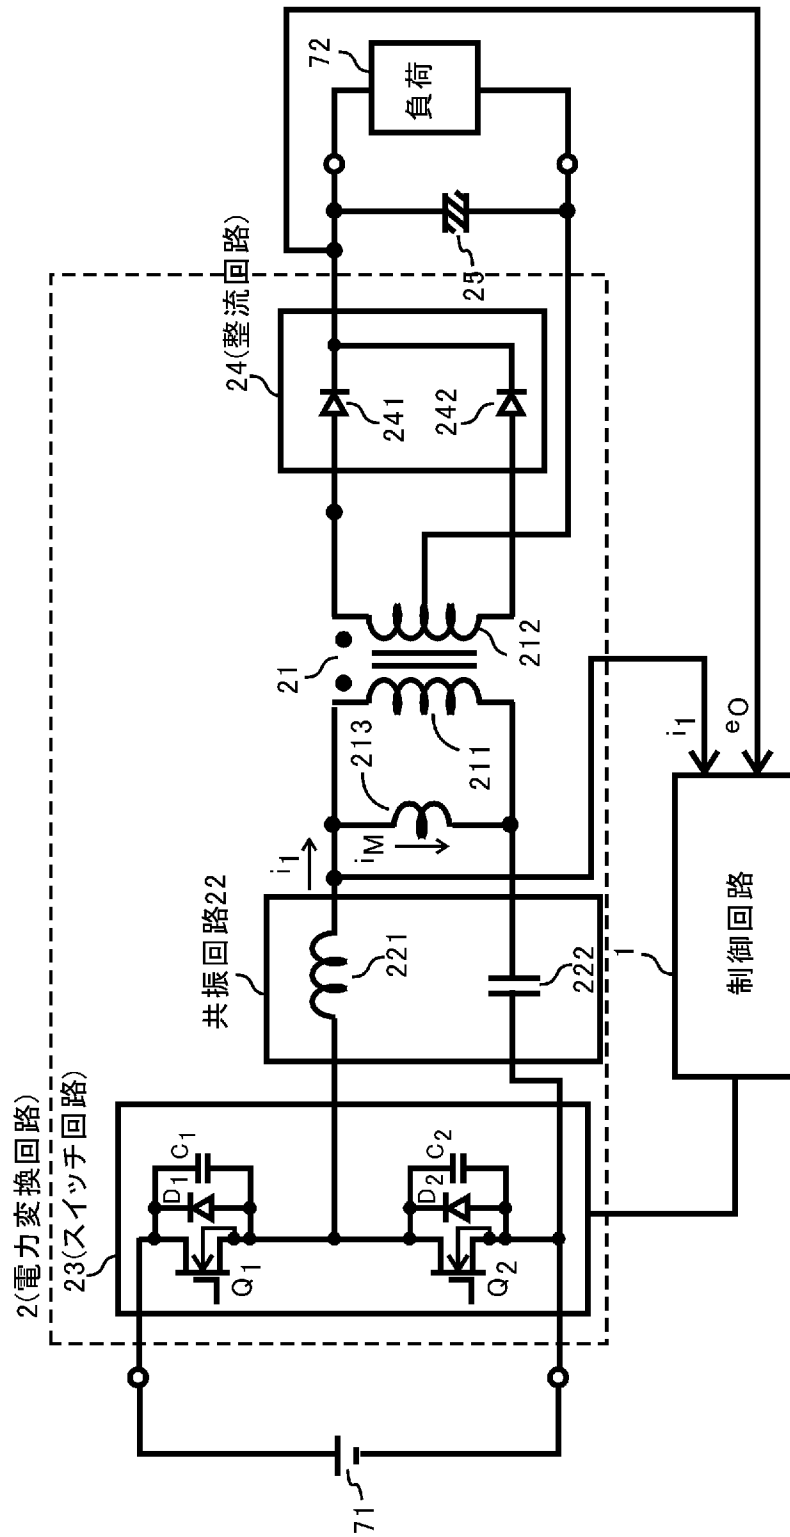 2(電力変換回路)
23(スイッチ回路)
共振回路22
24(整流回路)
72
負荷
25
241
242
21
212
213
211
i1
iM
221
222
D1
C1
Q1
D2
C2
Q2
71
i1
eO
1
制御回路